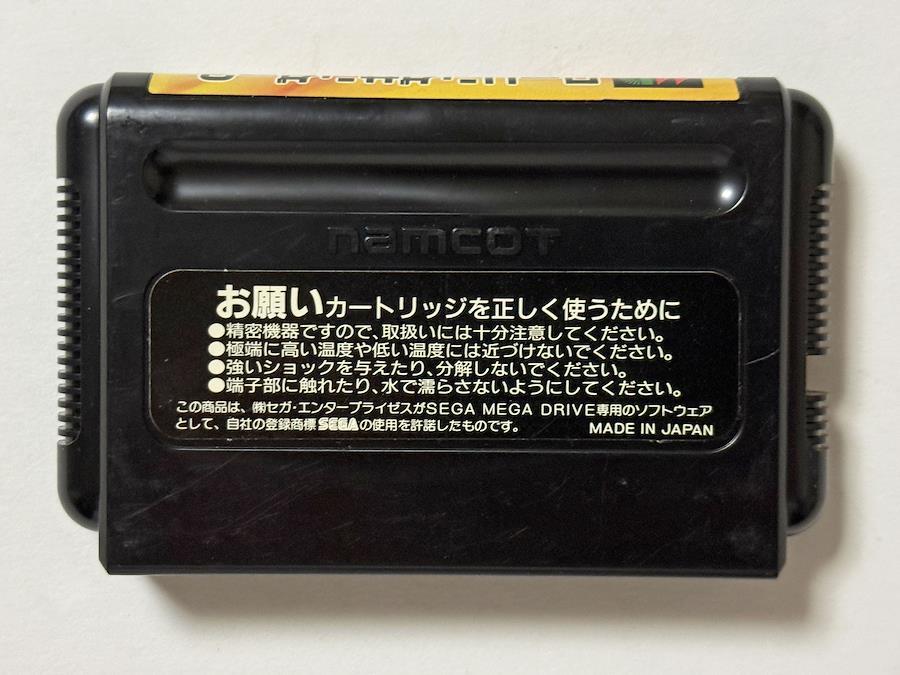 namcot
お願い カートリッジを正しく使うために
●精密機器ですので、取扱いには十分注意してください。
●極端に高い温度や低い温度には近づけないでください。
●強いショックを与えたり、分解しないでください。
●端子部に触れたり、水で濡らさないようにしてください。
この商品は、㈱セガ・エンタープライゼスがSEGA MEGA DRIVE専用のソフトウェア
として、自社の登録商標SEGAの使用を許諾したものです。
MADE IN JAPAN